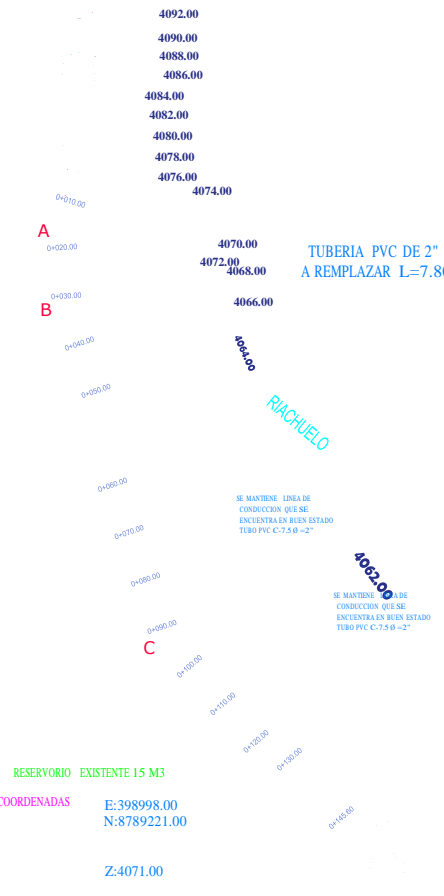 4092.00
4090.00
4088.00
4086.00
4084.00
4082.00
4080.00
4078.00
4076.00
4074.00
0+010.00
A
0+020.00
4070.00
4072.00
4068.00
TUBERIA PVC DE 2"
A REMPLAZAR L=7.80
0+030.00
B
4066.00
0+040.00
4064.00
0+050.00
RIACHUELO
0+060.00
SE MANTIENE LINEA DE
CONDUCCION QUE SE
ENCUENTRA EN BUEN ESTADO
TUBO PVC C-7.5 Ø =2"
0+070.00
0+080.00
4062.00
SE MANTIENE LINEA DE
CONDUCCION QUE SE
ENCUENTRA EN BUEN ESTADO
TUBO PVC C-7.5 Ø =2"
0+090.00
C
0+100.00
0+110.00
0+120.00
0+130.00
RESERVORIO EXISTENTE 15 M3
COORDENADAS
E:398998.00
N:8789221.00
0+145.60
Z:4071.00